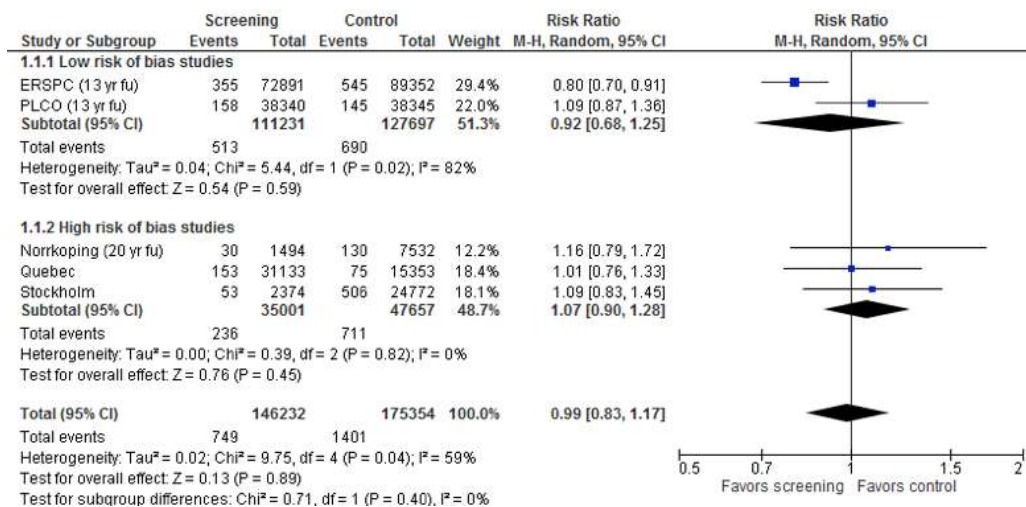 Screening Control Risk Ratio Risk Ratio
Study or Subgroup Events Total Events Total Weight M-H, Random, 95% CI M-H, Random, 95% CI
1.1.1 Low risk of bias studies
ERSPC (13 yr fu) 355 72891 545 89352 29.4% 0.80 [0.70, 0.91]
PLCO (13 yr fu) 158 38340 145 38345 22.0% 1.09 [0.87, 1.36]
Subtotal (95% CI) 111231 127697 51.3% 0.92 [0.68, 1.25]
Total events 513 690
Heterogeneity: Tau² = 0.04; Chi² = 5.44, df = 1 (P = 0.02); I² = 82%
Test for overall effect: Z = 0.54 (P = 0.59)
1.1.2 High risk of bias studies
Norrkoping (20 yr fu) 30 1494 130 7532 12.2% 1.16 [0.79, 1.72]
Quebec 153 31133 75 15353 18.4% 1.01 [0.76, 1.33]
Stockholm 53 2374 506 24772 18.1% 1.09 [0.83, 1.45]
Subtotal (95% CI) 35001 47657 48.7% 1.07 [0.90, 1.28]
Total events 236 711
Heterogeneity: Tau² = 0.00; Chi² = 0.39, df = 2 (P = 0.82); I² = 0%
Test for overall effect: Z = 0.76 (P = 0.45)
Total (95% CI) 146232 175354 100.0% 0.99 [0.83, 1.17]
Total events 749 1401
Heterogeneity: Tau² = 0.02; Chi² = 9.75, df = 4 (P = 0.04); I² = 59%
Test for overall effect: Z = 0.13 (P = 0.89)
Test for subgroup differences: Chi² = 0.71, df = 1 (P = 0.40), I² = 0%
0.5 0.7 1 1.5 2
Favors screening Favors control